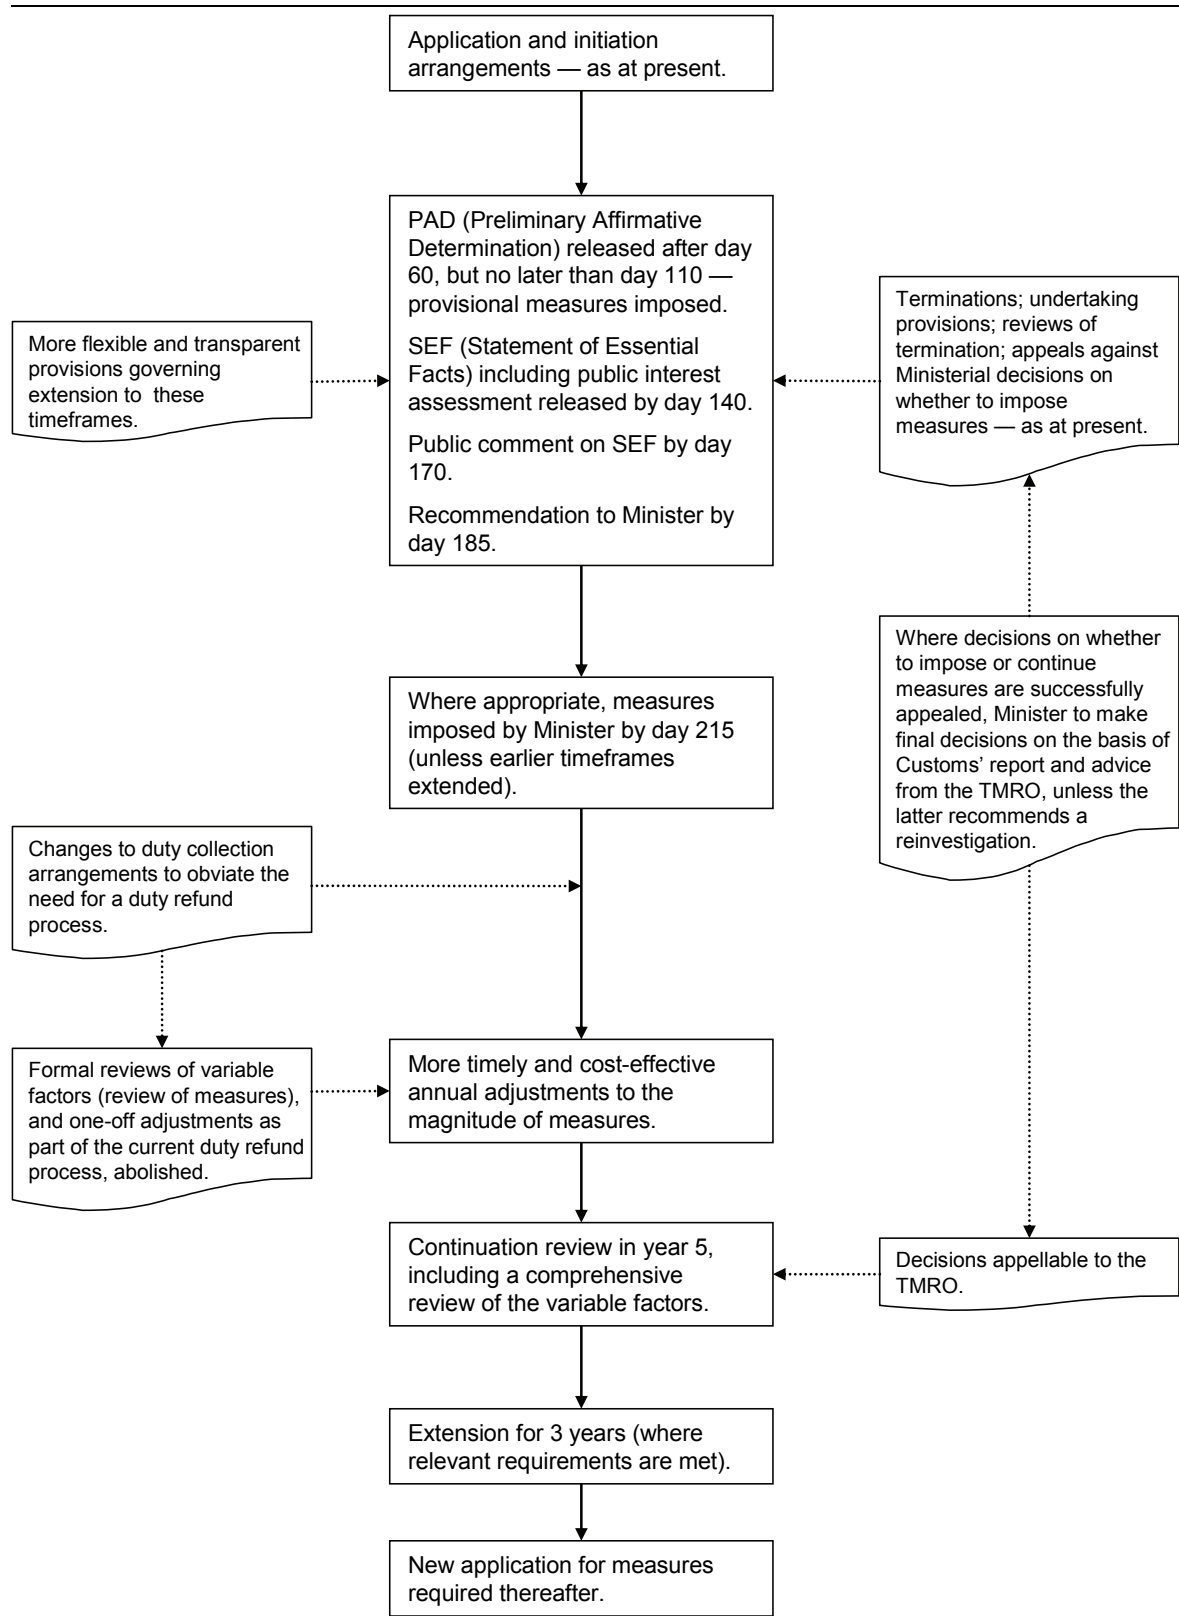 Application and initiation
arrangements — as at present.
PAD (Preliminary Affirmative
Determination) released after day
60, but no later than day 110 —
provisional measures imposed.
SEF (Statement of Essential
Facts) including public interest
assessment released by day 140.
Public comment on SEF by day
170.
Recommendation to Minister by
day 185.
More flexible and transparent
provisions governing
extension to these
timeframes.
Terminations; undertaking
provisions; reviews of
termination; appeals against
Ministerial decisions on
whether to impose
measures — as at present.
Where appropriate, measures
imposed by Minister by day 215
(unless earlier timeframes
extended).
Where decisions on whether
to impose or continue
measures are successfully
appealed, Minister to make
final decisions on the basis of
Customs’ report and advice
from the TMRO, unless the
latter recommends a
reinvestigation.
Changes to duty collection
arrangements to obviate the
need for a duty refund
process.
Formal reviews of variable
factors (review of measures),
and one-off adjustments as
part of the current duty refund
process, abolished.
More timely and cost-effective
annual adjustments to the
magnitude of measures.
Continuation review in year 5,
including a comprehensive
review of the variable factors.
Decisions appellable to the
TMRO.
Extension for 3 years (where
relevant requirements are met).
New application for measures
required thereafter.